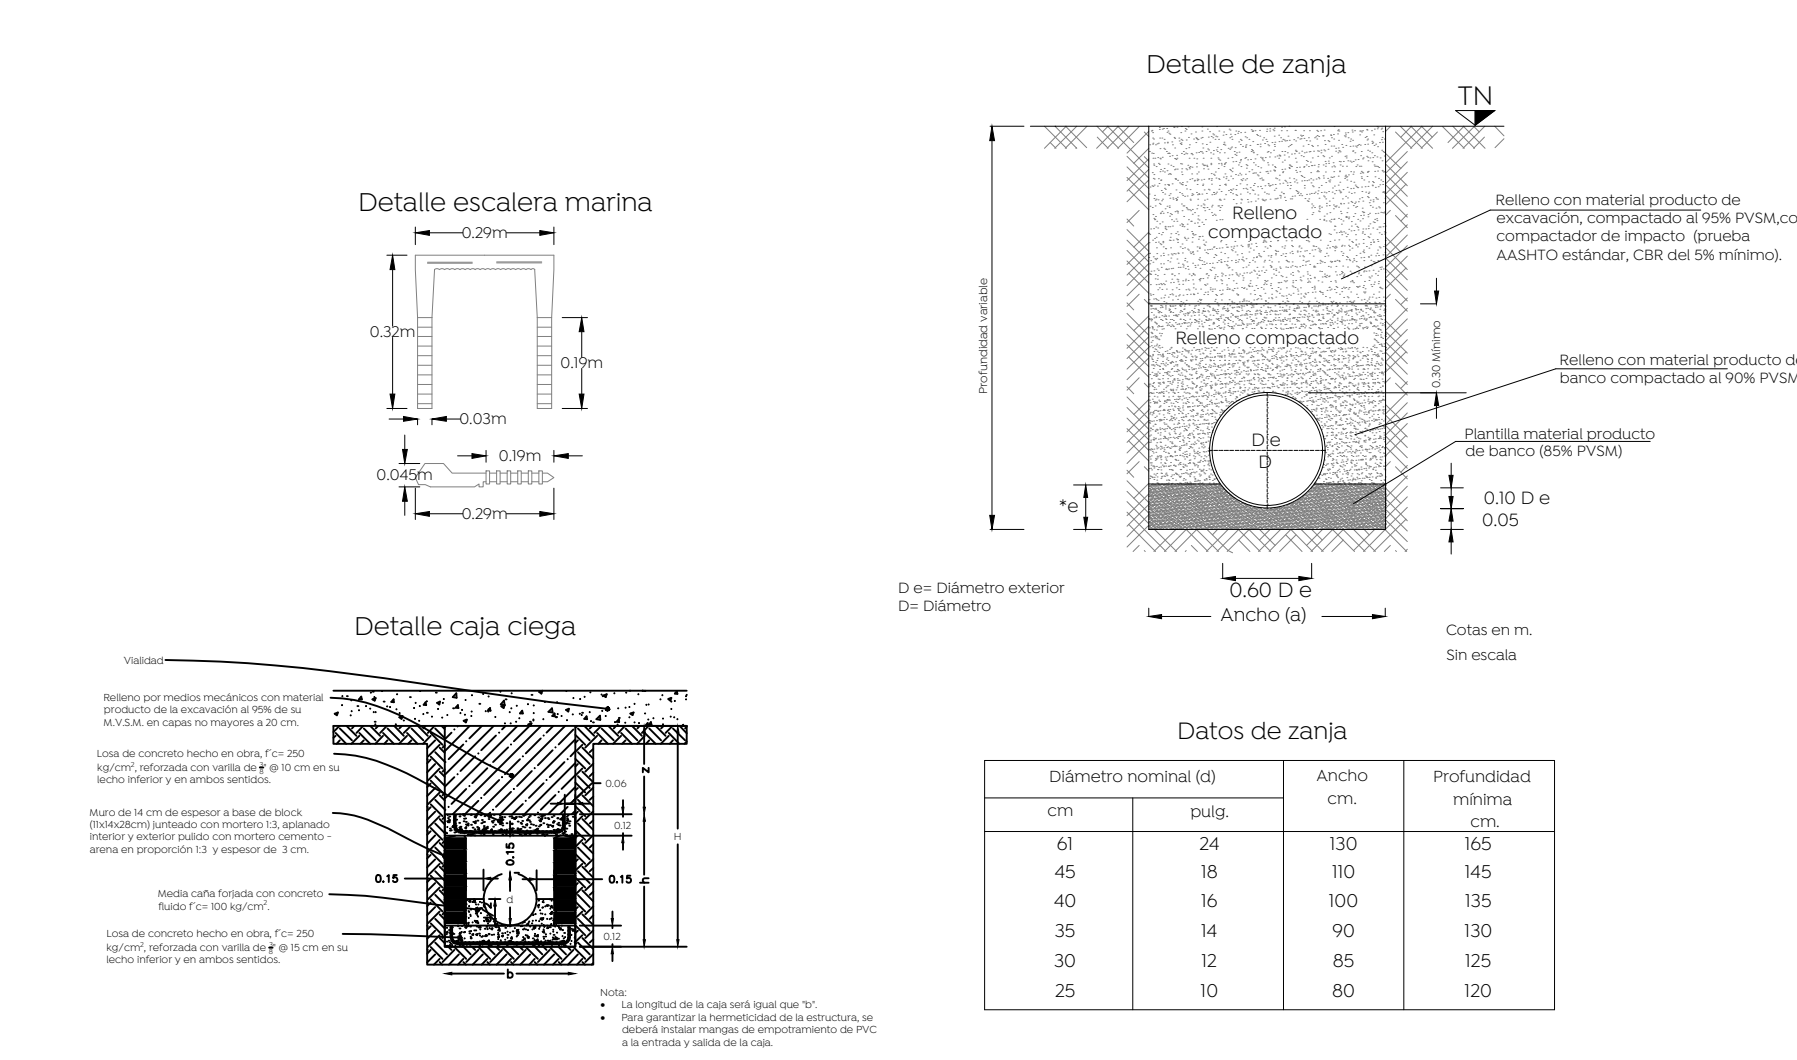 Detalle escalera marina
0.29m
0.32m
0.19m
0.03m
0.19m
0.045m
0.29m
Detalle de zanja
TN
Relleno
compactado
Relleno con material producto de
excavación, compactado al 95% PVSM,co
compactador de impacto (prueba
AASHTO estándar, CBR del 5% mínimo).
Profundidad variable
Relleno compactado
0.30 Mínimo
Relleno con material producto de
banco compactado al 90% PVSM
D e
D
Plantilla material producto
de banco (85% PVSM)
*e
0.10 D e
0.05
0.60 D e
Ancho (a)
D e= Diámetro exterior
D= Diámetro
Cotas en m.
Sin escala
Detalle caja ciega
Vialidad
Relleno por medios mecánicos con material
producto de la excavación al 95% de su
M.V.S.M. en capas no mayores a 20 cm.
Losa de concreto hecho en obra, f´c= 250
kg/cm², reforzada con varilla de 3/8" @ 10 cm en su
lecho inferior y en ambos sentidos.
Muro de 14 cm de espesor a base de block
(11x14x28cm) junteado con mortero 1:3, aplanado
interior y exterior pulido con mortero cemento -
arena en proporción 1:3 y espesor de 3 cm.
Media caña forjada con concreto
fluido f´c= 100 kg/cm².
Losa de concreto hecho en obra, f´c= 250
kg/cm², reforzada con varilla de 3/8" @ 15 cm en su
lecho inferior y en ambos sentidos.
z
0.06
0.12
H
0.15
0.15
0.15
h
d
0.12
b
Nota:
• La longitud de la caja será igual que "b".
• Para garantizar la hermeticidad de la estructura, se
deberá instalar mangas de empotramiento de PVC
a la entrada y salida de la caja.
Datos de zanja
Diámetro nominal (d) Ancho cm. Profundidad mínima cm.
cm pulg.
61 24 130 165
45 18 110 145
40 16 100 135
35 14 90 130
30 12 85 125
25 10 80 120